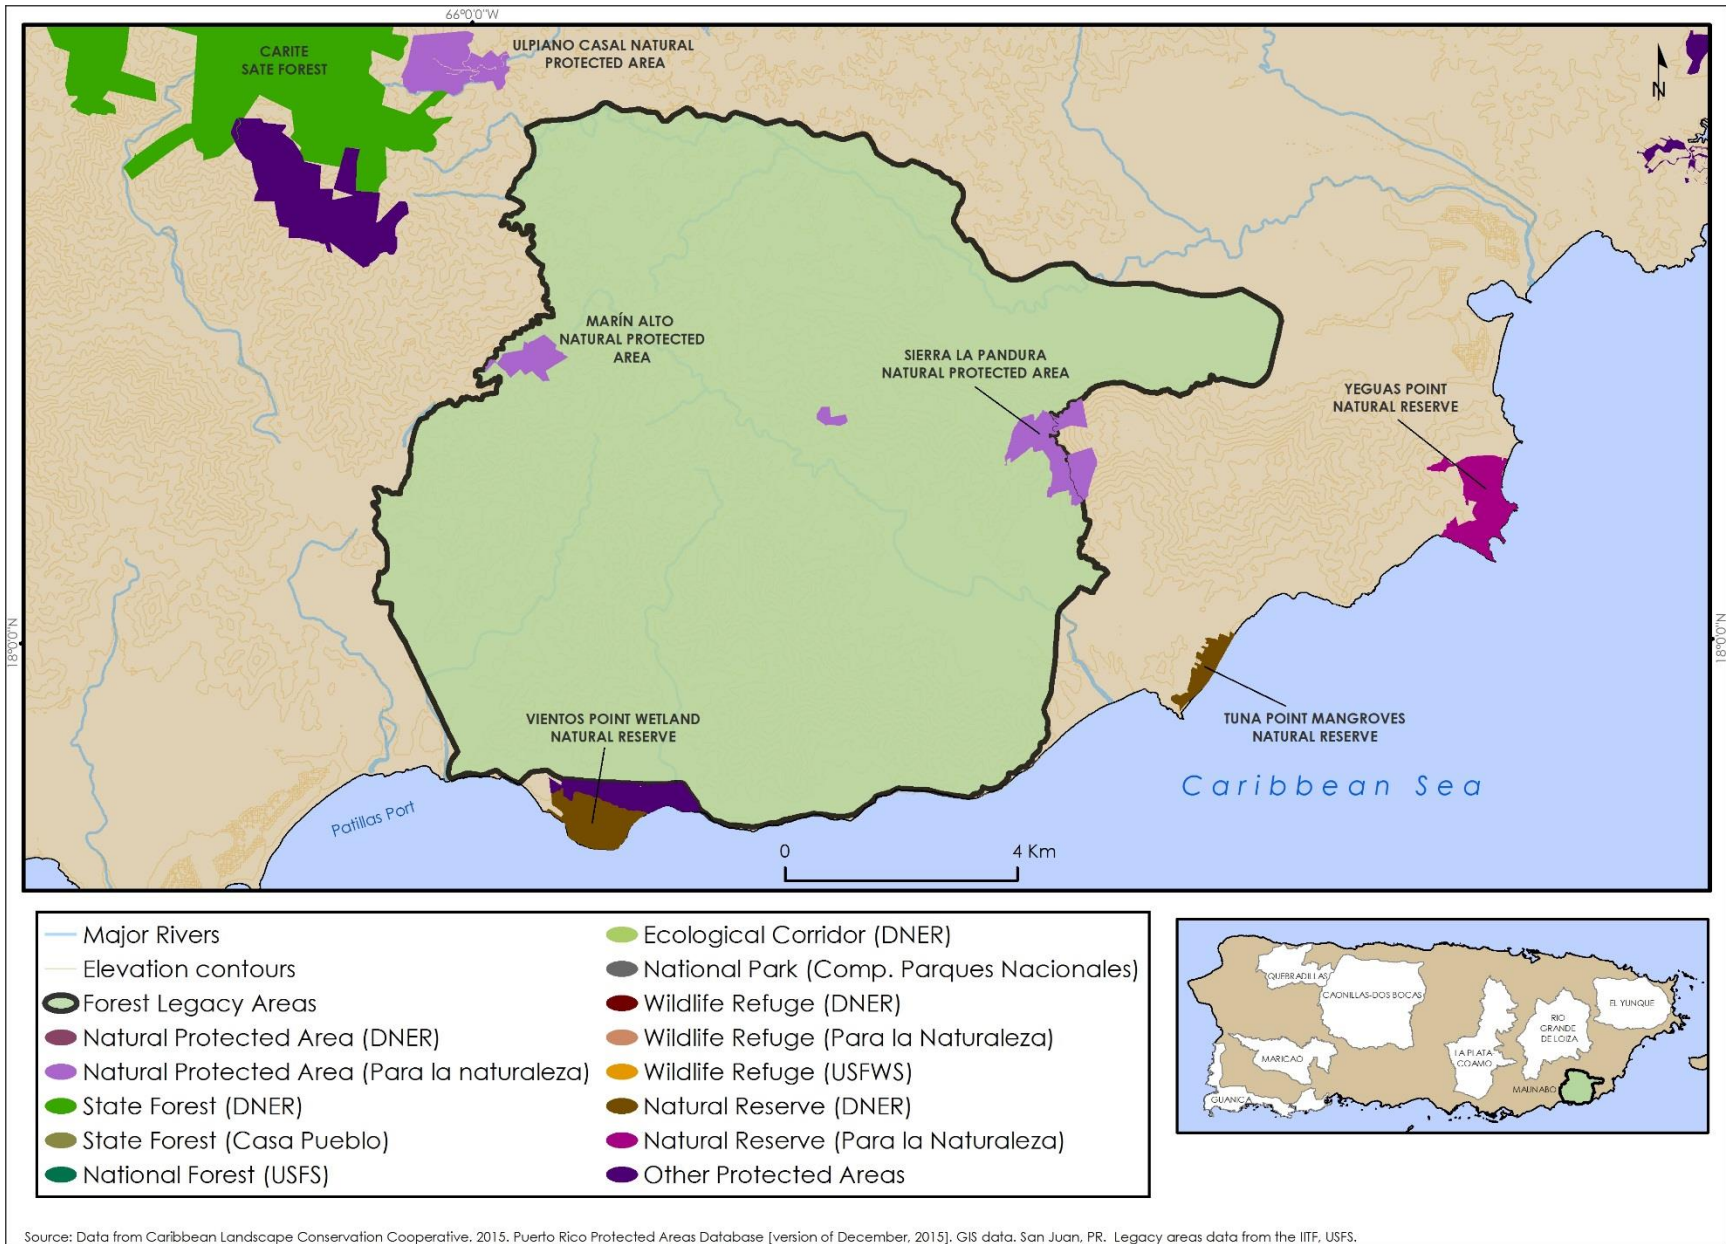 66°0'0"W
CARITE
SATE FOREST
ULPIANO CASAL NATURAL
PROTECTED AREA
N
MARÍN ALTO
NATURAL PROTECTED
AREA
SIERRA LA PANDURA
NATURAL PROTECTED AREA
YEGUAS POINT
NATURAL RESERVE
18°0'0"N
18°0'0"N
VIENTOS POINT WETLAND
NATURAL RESERVE
TUNA POINT MANGROVES
NATURAL RESERVE
Caribbean Sea
Patillas Port
0 4 Km
Major Rivers
Elevation contours
Forest Legacy Areas
Natural Protected Area (DNER)
Natural Protected Area (Para la naturaleza)
State Forest (DNER)
State Forest (Casa Pueblo)
National Forest (USFS)
Ecological Corridor (DNER)
National Park (Comp. Parques Nacionales)
Wildlife Refuge (DNER)
Wildlife Refuge (Para la Naturaleza)
Wildlife Refuge (USFWS)
Natural Reserve (DNER)
Natural Reserve (Para la Naturaleza)
Other Protected Areas
QUEBRADILLAS
CAONILLAS-DOS BOCAS
EL YUNQUE
RIO
GRANDE
DE LOIZA
LA PLATA-
COAMO
MARICAO
MAUNABO
GUANICA
Source: Data from Caribbean Landscape Conservation Cooperative. 2015. Puerto Rico Protected Areas Database [version of December, 2015]. GIS data. San Juan, PR. Legacy areas data from the IITF, USFS.